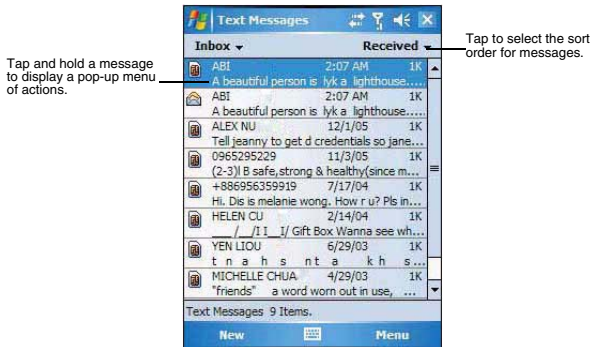 Text Messages
Inbox
Received
Tap to select the sort
order for messages.
Tap and hold a message
to display a pop-up menu
of actions.
ABI 2:07 AM 1K
A beautiful person is lyk a lighthouse.....
ABI 2:07 AM 1K
A beautiful person is lyk a lighthouse.....
ALEX NU 12/1/05 1K
Tell jeanny to get d credentials so jane...
0965295229 11/3/05 1K
(2-3)l B safe,strong & healthy(since m...
+886956359919 7/17/04 1K
Hi. Dis is melanie wong. How r u? Pls in...
HELEN CU 2/14/04 1K
___/__/I I__I/ Gift Box Wanna see wh...
YEN LIOU 6/29/03 1K
t n a h s n t a k h s...
MICHELLE CHUA 4/29/03 1K
"friends" a word worn out in use, ...
Text Messages 9 Items.
New Menu